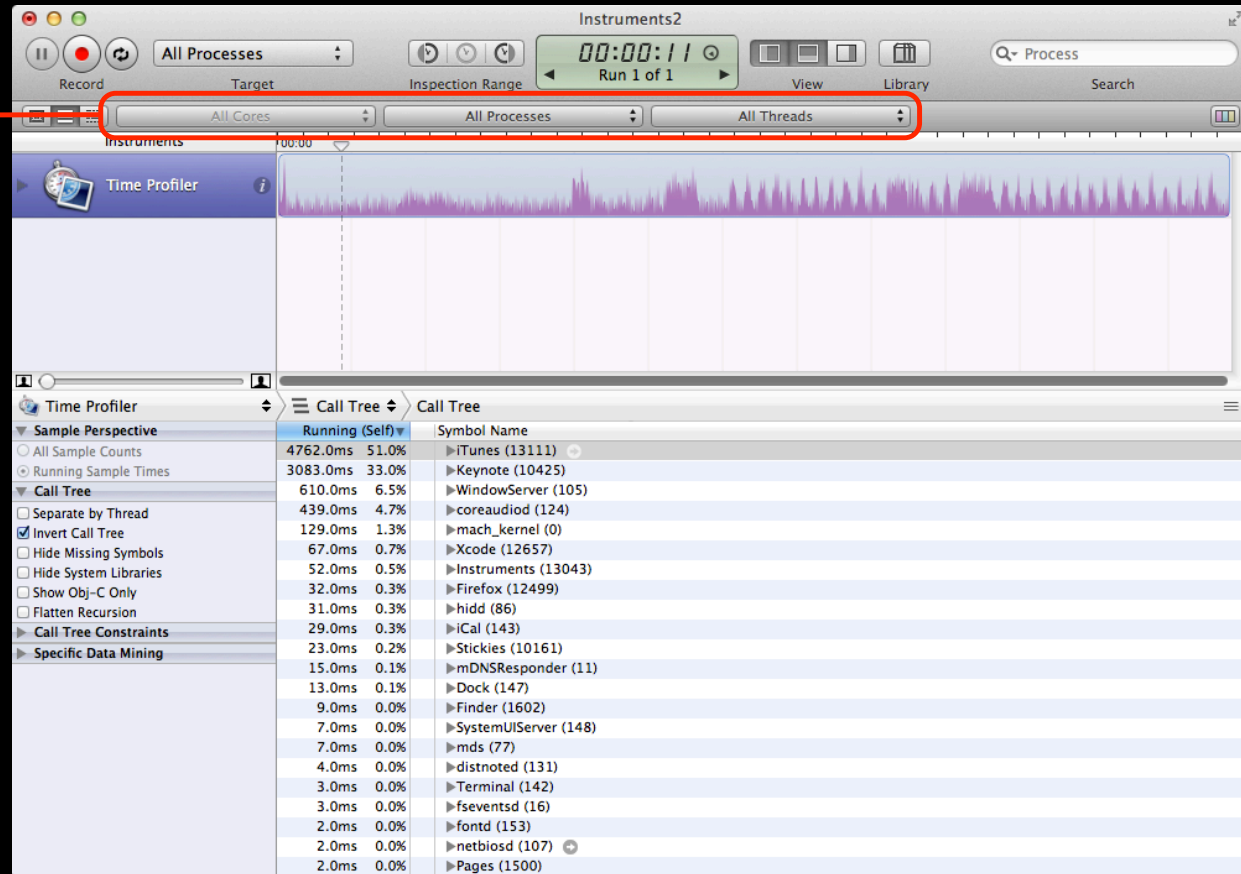 Instruments2
All Processes
00:00:11
Run 1 of 1
Process
Record
Target
Inspection Range
View
Library
Search
All Cores
All Processes
All Threads
Instruments
00:00
Time Profiler
Time Profiler
Call Tree
Call Tree
Sample Perspective
All Sample Counts
Running Sample Times
Call Tree
Separate by Thread
Invert Call Tree
Hide Missing Symbols
Hide System Libraries
Show Obj-C Only
Flatten Recursion
Call Tree Constraints
Specific Data Mining
Running (Self) Symbol Name
4762.0ms 51.0% iTunes (13111)
3083.0ms 33.0% Keynote (10425)
610.0ms 6.5% WindowServer (105)
439.0ms 4.7% coreaudiod (124)
129.0ms 1.3% mach_kernel (0)
67.0ms 0.7% Xcode (12657)
52.0ms 0.5% Instruments (13043)
32.0ms 0.3% Firefox (12499)
31.0ms 0.3% hidd (86)
29.0ms 0.3% iCal (143)
23.0ms 0.2% Stickies (10161)
15.0ms 0.1% mDNSResponder (11)
13.0ms 0.1% Dock (147)
9.0ms 0.0% Finder (1602)
7.0ms 0.0% SystemUIServer (148)
7.0ms 0.0% mds (77)
4.0ms 0.0% distnoted (131)
3.0ms 0.0% Terminal (142)
3.0ms 0.0% fseventsd (16)
2.0ms 0.0% fontd (153)
2.0ms 0.0% netbiosd (107)
2.0ms 0.0% Pages (1500)